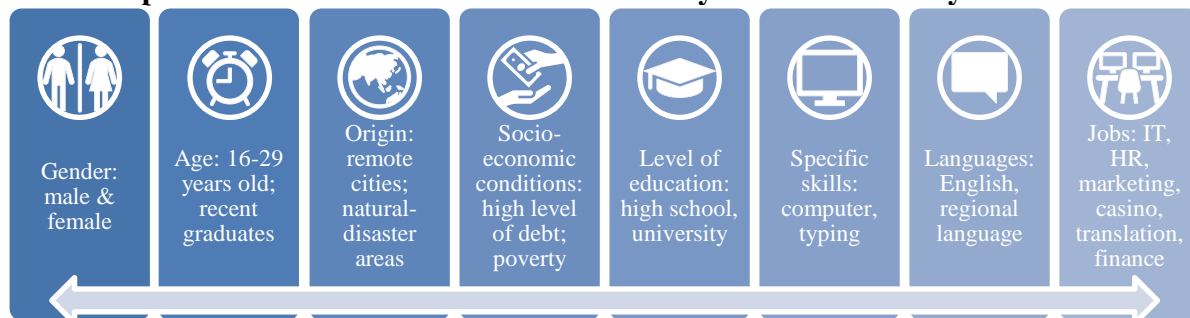 Gender:
male &
female
Age: 16-29
years old;
recent
graduates
Origin:
remote
cities;
natural-
disaster
areas
Socio-
economic
conditions:
high level
of debt;
poverty
Level of
education:
high school,
university
Specific
skills:
computer,
typing
Languages:
English,
regional
language
Jobs: IT,
HR,
marketing,
casino,
translation,
finance